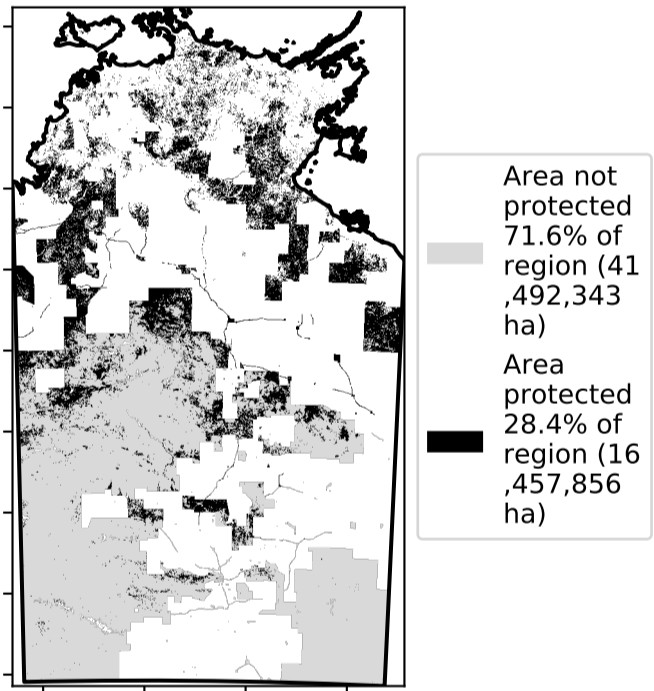 Area not
protected
71.6% of
region (41
,492,343
ha)
Area
protected
28.4% of
region (16
,457,856
ha)